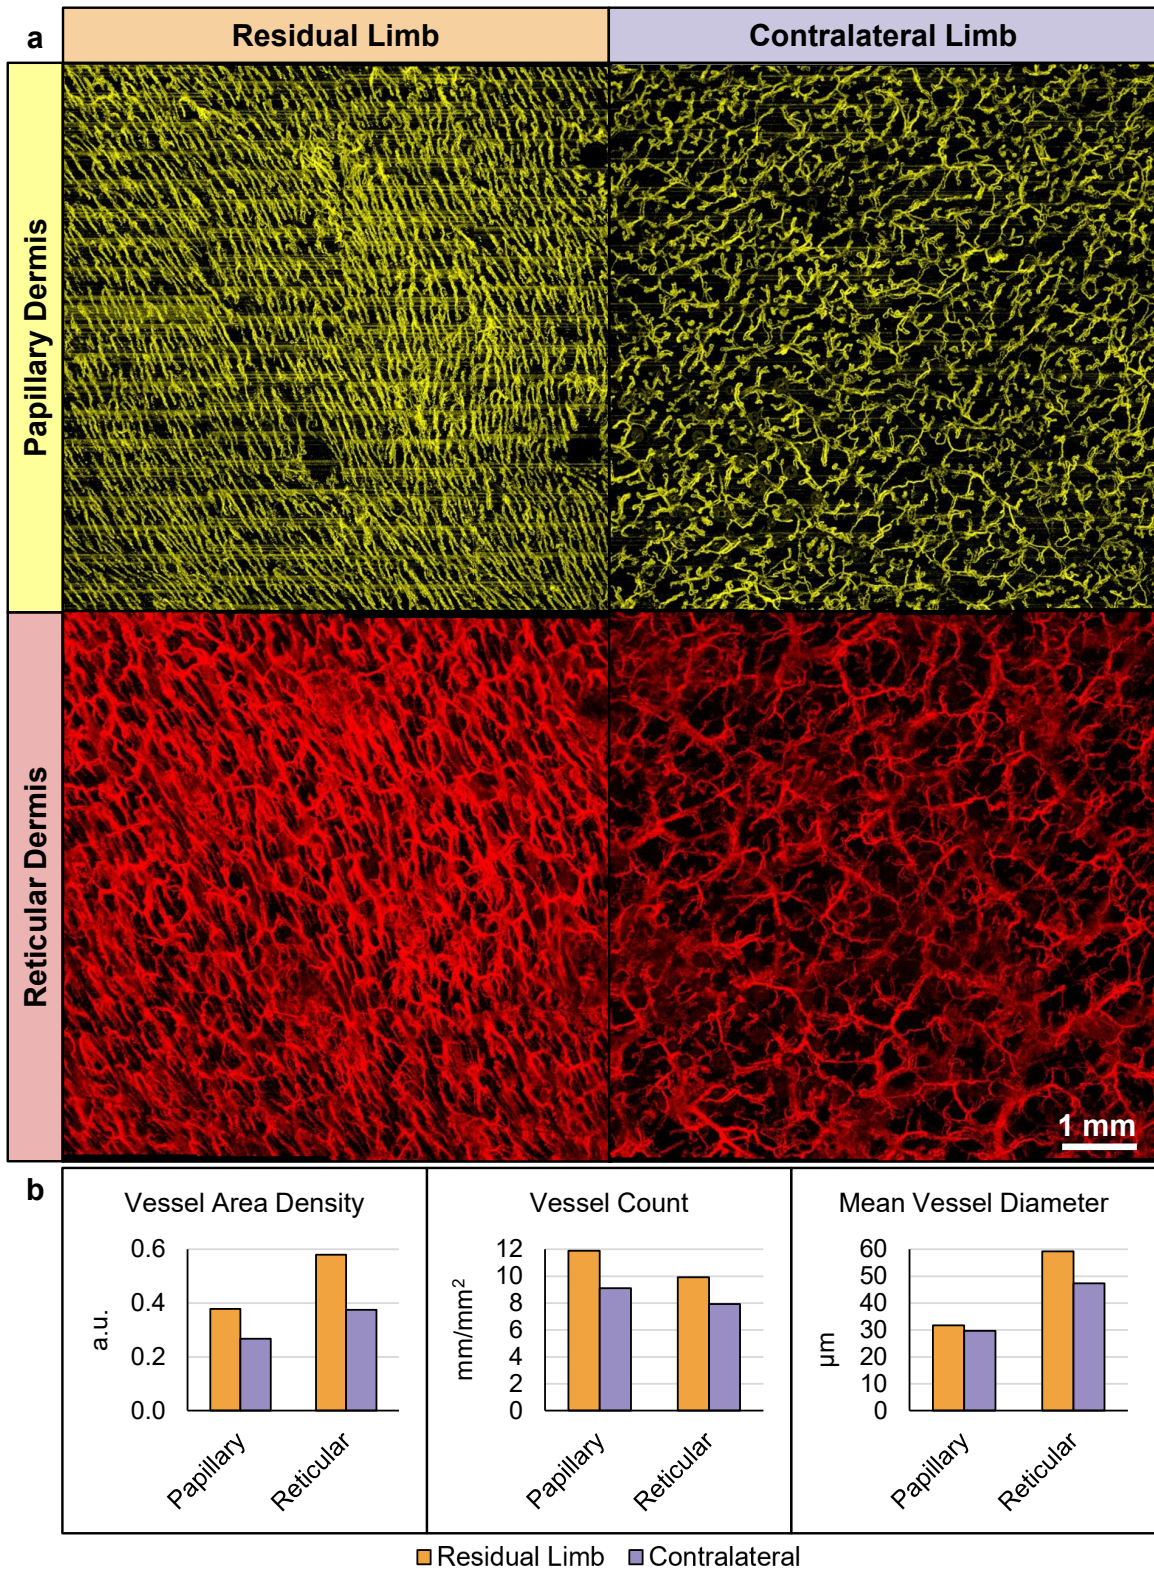 a
Residual Limb
Contralateral Limb
Papillary Dermis
Reticular Dermis
1 mm
b
Vessel Area Density
0.6
0.4
0.2
0.0
a.u.
Papillary
Reticular
Vessel Count
12
10
8
6
4
2
0
mm/mm²
Papillary
Reticular
Mean Vessel Diameter
60
50
40
30
20
10
0
µm
Papillary
Reticular
Residual Limb
Contralateral